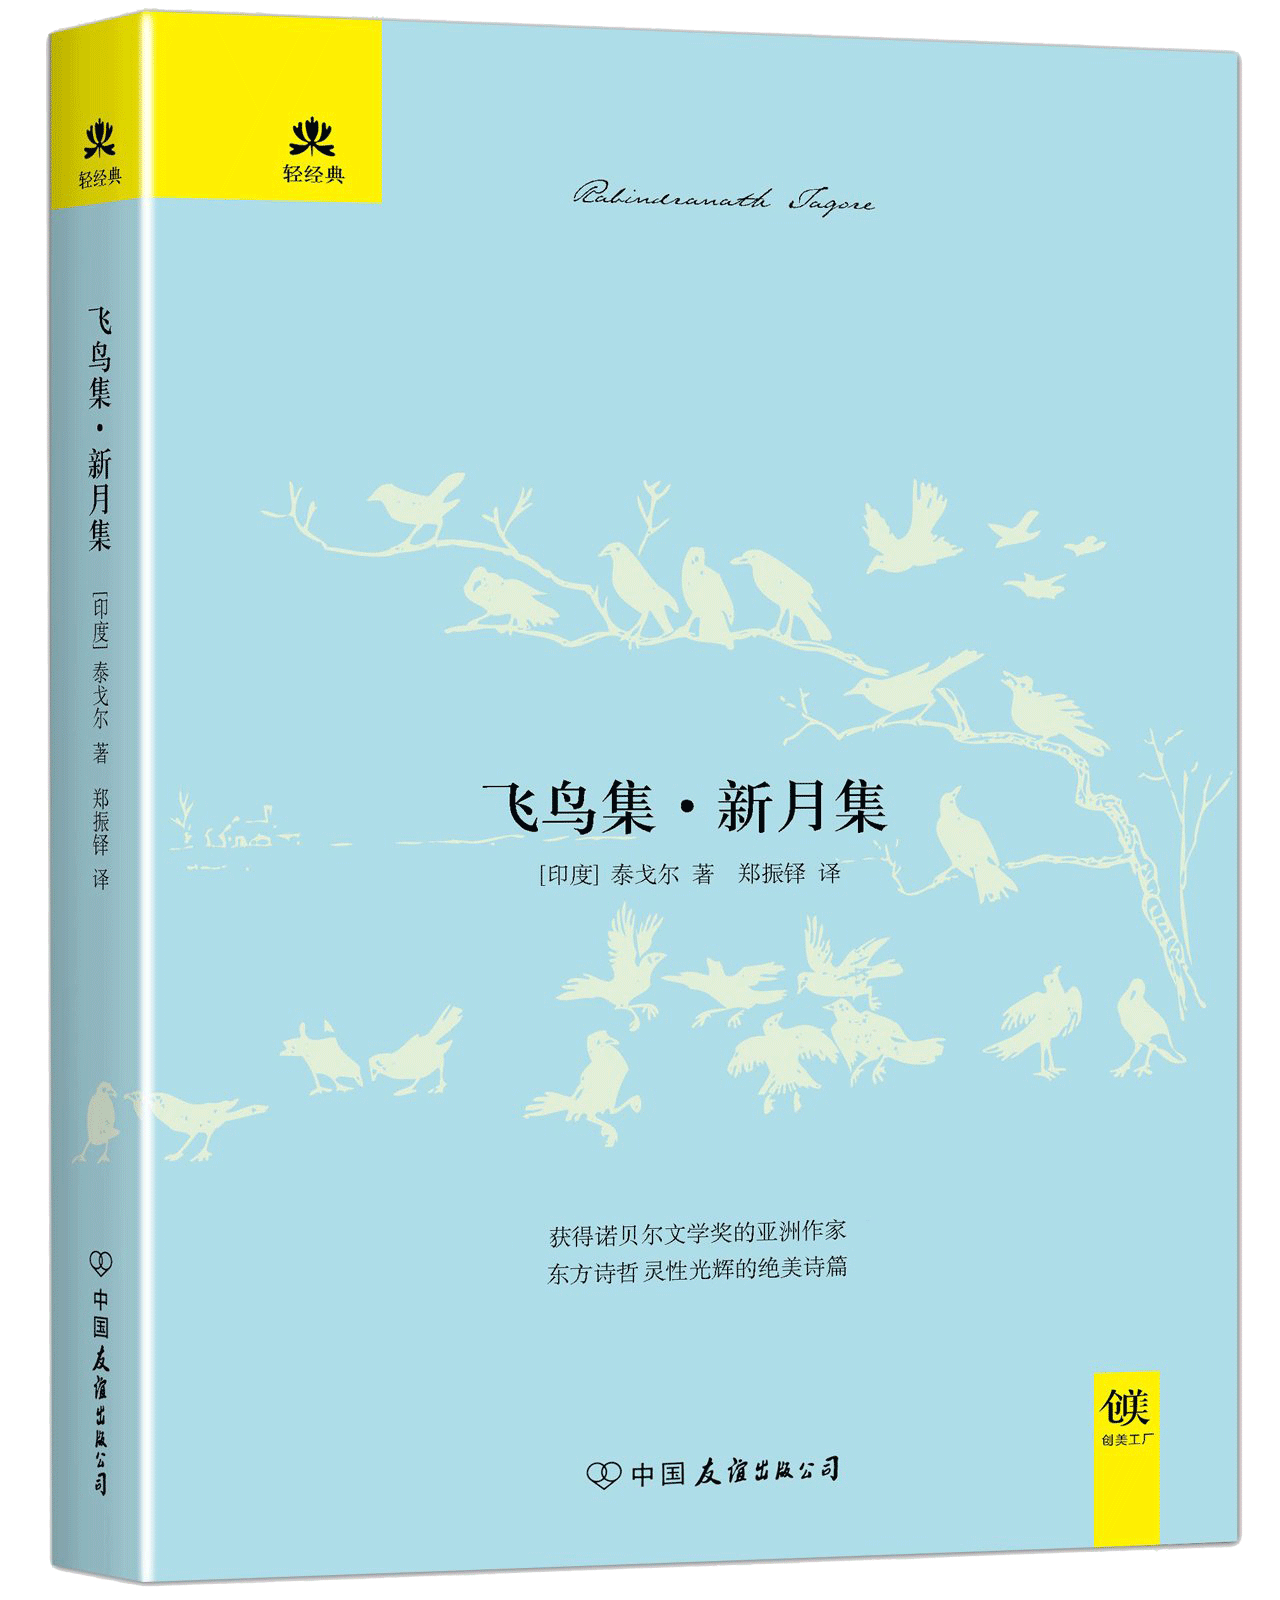 轻经典
飞鸟集·新月集
[印度] 泰戈尔 著 郑振铎 译
中国友谊出版公司
轻经典
Rabindranath Tagore
飞鸟集·新月集
[印度] 泰戈尔 著 郑振铎 译
获得诺贝尔文学奖的亚洲作家
东方诗哲 灵性光辉的绝美诗篇
创美
创美工厂
中国友谊出版公司